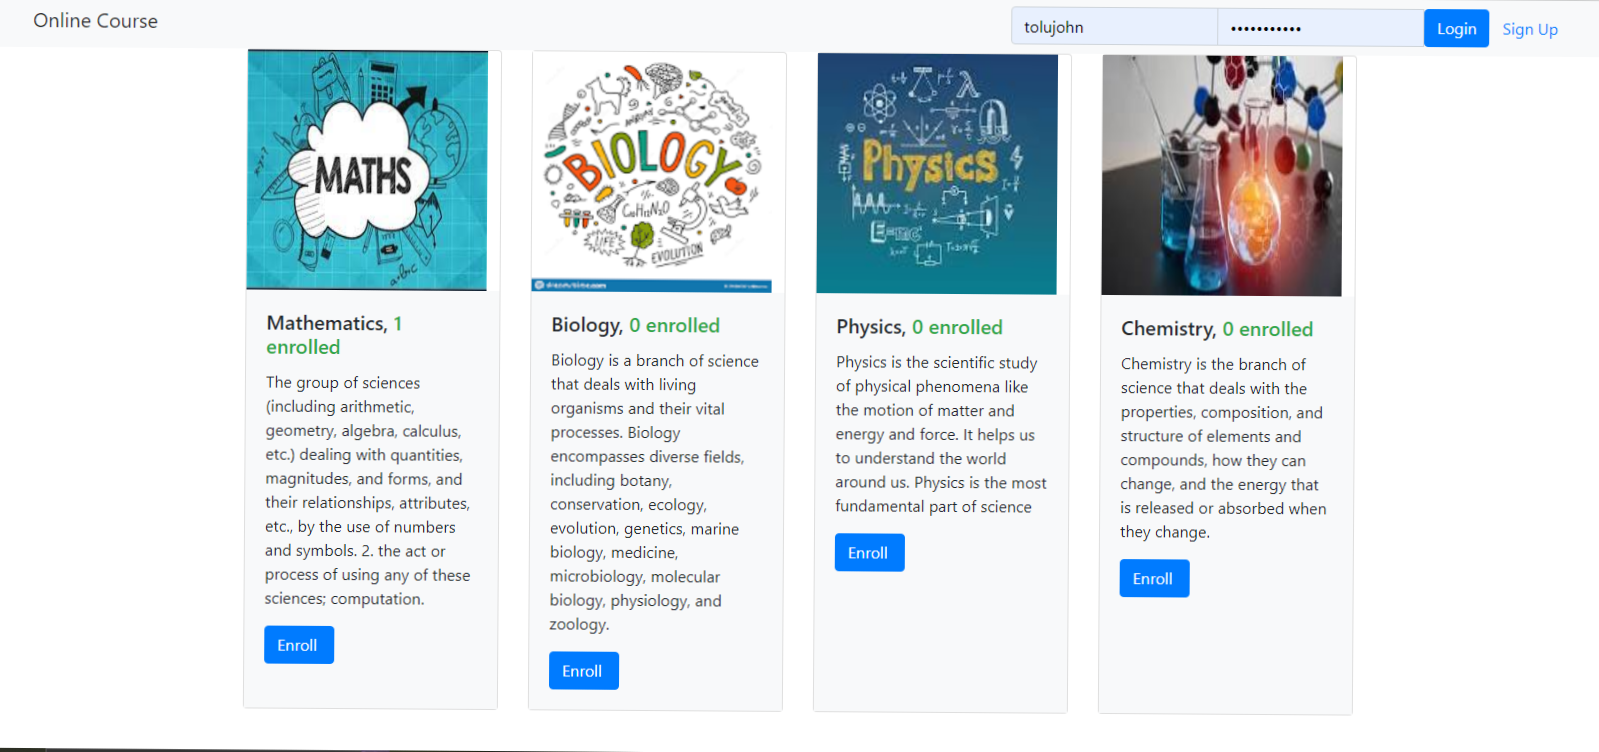 Online Course
tolujohn
•••••••••••
Login
Sign Up
MATHS
a+b=c
Mathematics, 1
enrolled
The group of sciences
(including arithmetic,
geometry, algebra, calculus,
etc.) dealing with quantities,
magnitudes, and forms, and
their relationships, attributes,
etc., by the use of numbers
and symbols. 2. the act or
process of using any of these
sciences; computation.
Enroll
ANATOMY
BIOLOGY
LIFE
EVOLUTION
dreamstime.com
Biology, 0 enrolled
Biology is a branch of science
that deals with living
organisms and their vital
processes. Biology
encompasses diverse fields,
including botany,
conservation, ecology,
evolution, genetics, marine
biology, medicine,
microbiology, molecular
biology, physiology, and
zoology.
Enroll
Physics
Physics, 0 enrolled
Physics is the scientific study
of physical phenomena like
the motion of matter and
energy and force. It helps us
to understand the world
around us. Physics is the most
fundamental part of science
Enroll
Chemistry, 0 enrolled
Chemistry is the branch of
science that deals with the
properties, composition, and
structure of elements and
compounds, how they can
change, and the energy that
is released or absorbed when
they change.
Enroll